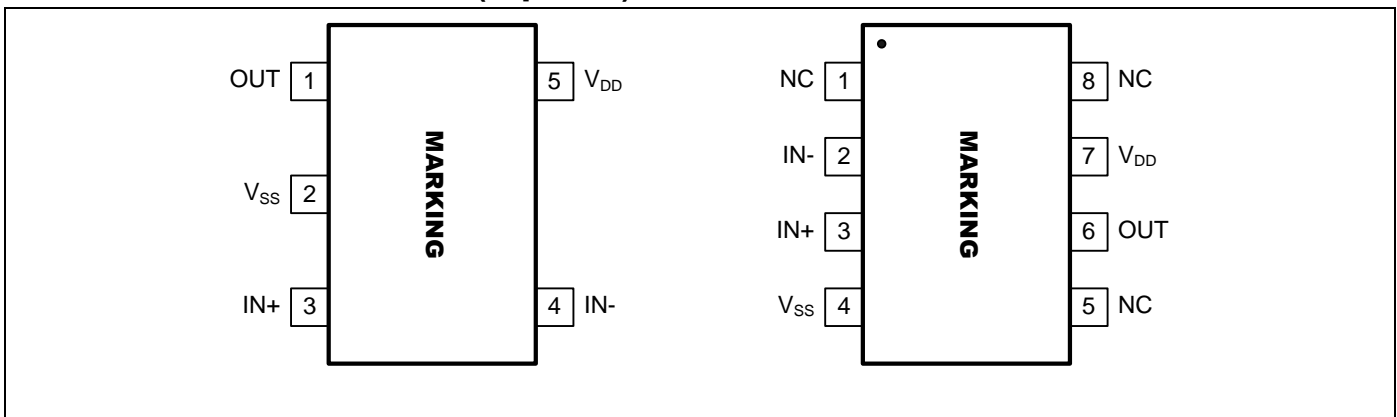 OUT 1
5 VDD
MARKING
VSS 2
IN+ 3
4 IN-
NC 1
8 NC
IN- 2
7 VDD
MARKING
IN+ 3
6 OUT
VSS 4
5 NC